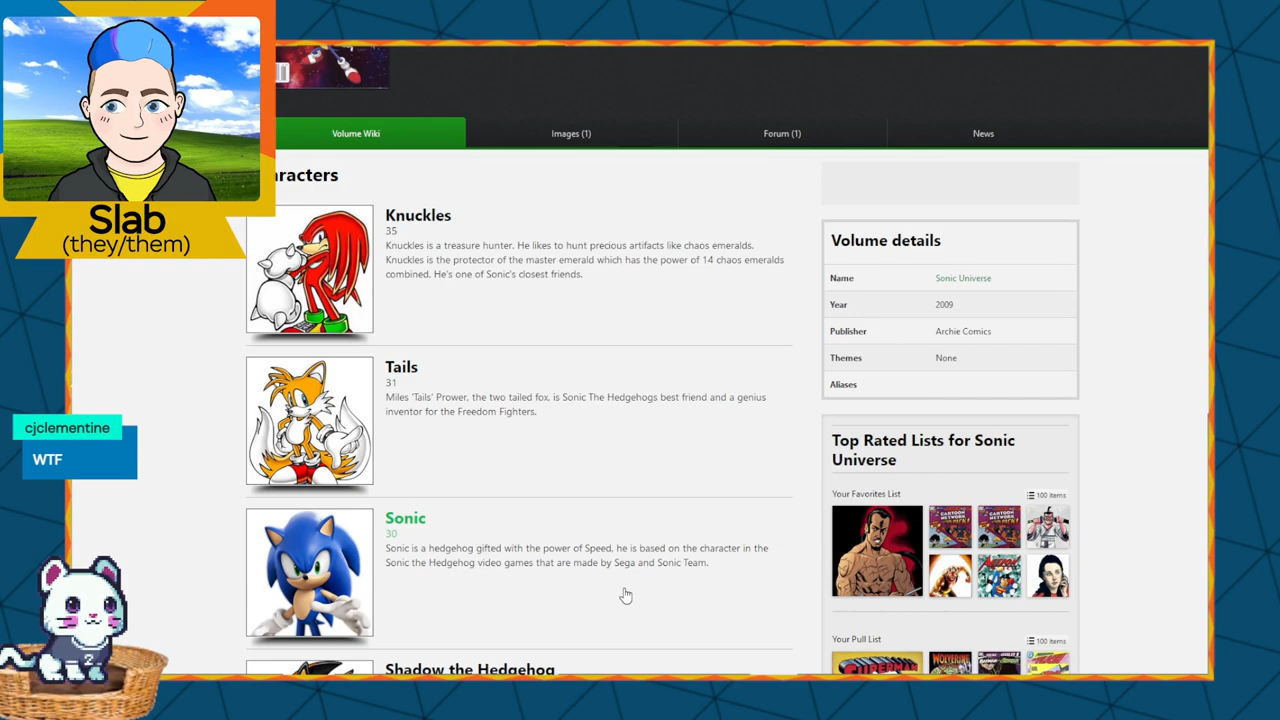 Volume Wiki
Images (1)
Forum (1)
News
Slab
(they/them)
aracters
Knuckles
35
Knuckles is a treasure hunter. He likes to hunt precious artifacts like chaos emeralds.
Knuckles is the protector of the master emerald which has the power of 14 chaos emeralds
combined. He's one of Sonic's closest friends.
Tails
31
Miles 'Tails' Prower, the two tailed fox, is Sonic The Hedgehogs best friend and a genius
inventor for the Freedom Fighters.
Sonic
30
Sonic is a hedgehog gifted with the power of Speed, he is based on the character in the
Sonic the Hedgehog video games that are made by Sega and Sonic Team.
Shadow the Hedgehog
Volume details
Name Sonic Universe
Year 2009
Publisher Archie Comics
Themes None
Aliases
Top Rated Lists for Sonic
Universe
Your Favorites List 100 items
Your Pull List 100 items
SUPERMAN
WOLVERINE
cjclementine
WTF